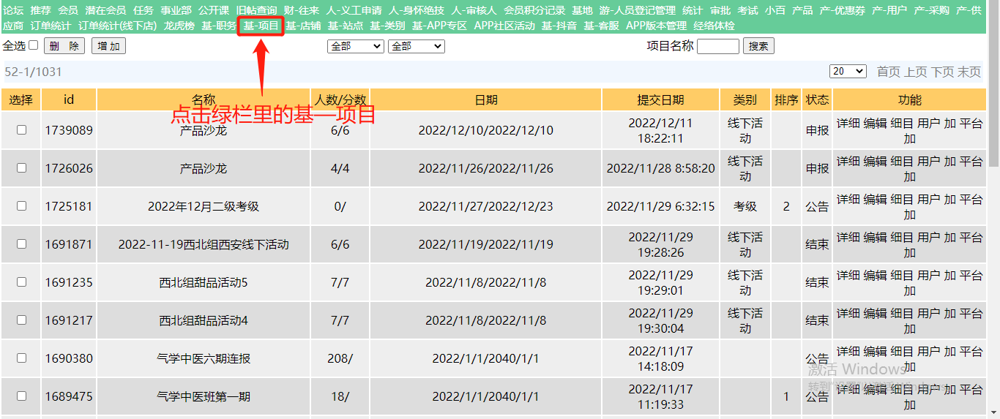 论坛 推荐 会员 潜在会员 任务 事业部 公开课 旧帖查询 财-往来 人-义工申请 人-身怀绝技 人-审核人 会员积分记录 基地 游-人员登记管理 统计 审批 考试 小百 产品 产-优惠券 产-用户 产-采购 产-供
应商 订单统计 订单统计(线下店) 龙虎榜 基-职务 基-项目 基-店铺 基-站点 基-类别 基-APP专区 APP社区活动 基-抖音 基-客服 APP版本管理 经络体检
全选 删 除 增 加 全部 全部 项目名称 搜索
52-1/1031 20 首页 上页 下页 末页
选择 id 名称 人数/分数 日期 提交日期 类别 排序 状态 功能
点击绿栏里的基—项目
1739089 产品沙龙 6/6 2022/12/10/2022/12/10 2022/12/11 18:22:11 线下活动 申报 详细 编辑 细目 用户 加 平台加
1726026 产品沙龙 4/4 2022/11/26/2022/11/26 2022/11/28 8:58:20 线下活动 申报 详细 编辑 细目 用户 加 平台加
1725181 2022年12月二级考级 0/ 2022/11/27/2022/12/23 2022/11/29 6:32:15 考级 2 公告 详细 编辑 细目 用户 加 平台加
1691871 2022-11-19西北组西安线下活动 6/6 2022/11/19/2022/11/19 2022/11/29 19:28:26 线下活动 结束 详细 编辑 细目 用户 加 平台加
1691235 西北组甜品活动5 7/7 2022/11/8/2022/11/8 2022/11/29 19:29:01 线下活动 结束 详细 编辑 细目 用户 加 平台加
1691217 西北组甜品活动4 7/7 2022/11/8/2022/11/8 2022/11/29 19:30:04 线下活动 结束 详细 编辑 细目 用户 加 平台加
1690380 气学中医六期连报 208/ 2022/1/1/2040/1/1 2022/11/17 14:18:09 公告 详细 编辑 细目 用户 加 平台加
激活 Windows
转到"设置"以激活 Windows。
1689475 气学中医班第一期 18/ 2022/1/1/2040/1/1 2022/11/17 11:19:33 1 公告 详细 编辑 细目 用户 加 平台加